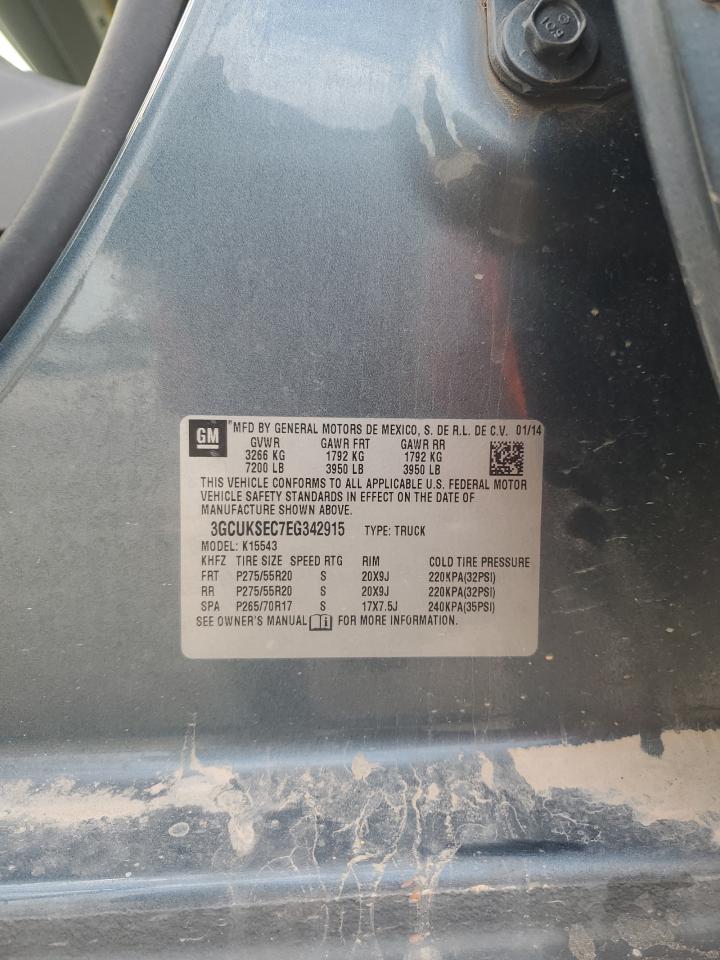 10.9
GM MFD BY GENERAL MOTORS DE MEXICO, S. DE R.L. DE C.V. 01/14
GVWR GAWR FRT GAWR RR
3266 KG 1792 KG 1792 KG
7200 LB 3950 LB 3950 LB
THIS VEHICLE CONFORMS TO ALL APPLICABLE U.S. FEDERAL MOTOR
VEHICLE SAFETY STANDARDS IN EFFECT ON THE DATE OF
MANUFACTURE SHOWN ABOVE.
3GCUKSEC7EG342915 TYPE: TRUCK
MODEL: K15543
KHFZ TIRE SIZE SPEED RTG RIM COLD TIRE PRESSURE
FRT P275/55R20 S 20X9J 220KPA(32PSI)
RR P275/55R20 S 20X9J 220KPA(32PSI)
SPA P265/70R17 S 17X7.5J 240KPA(35PSI)
SEE OWNER'S MANUAL i FOR MORE INFORMATION.